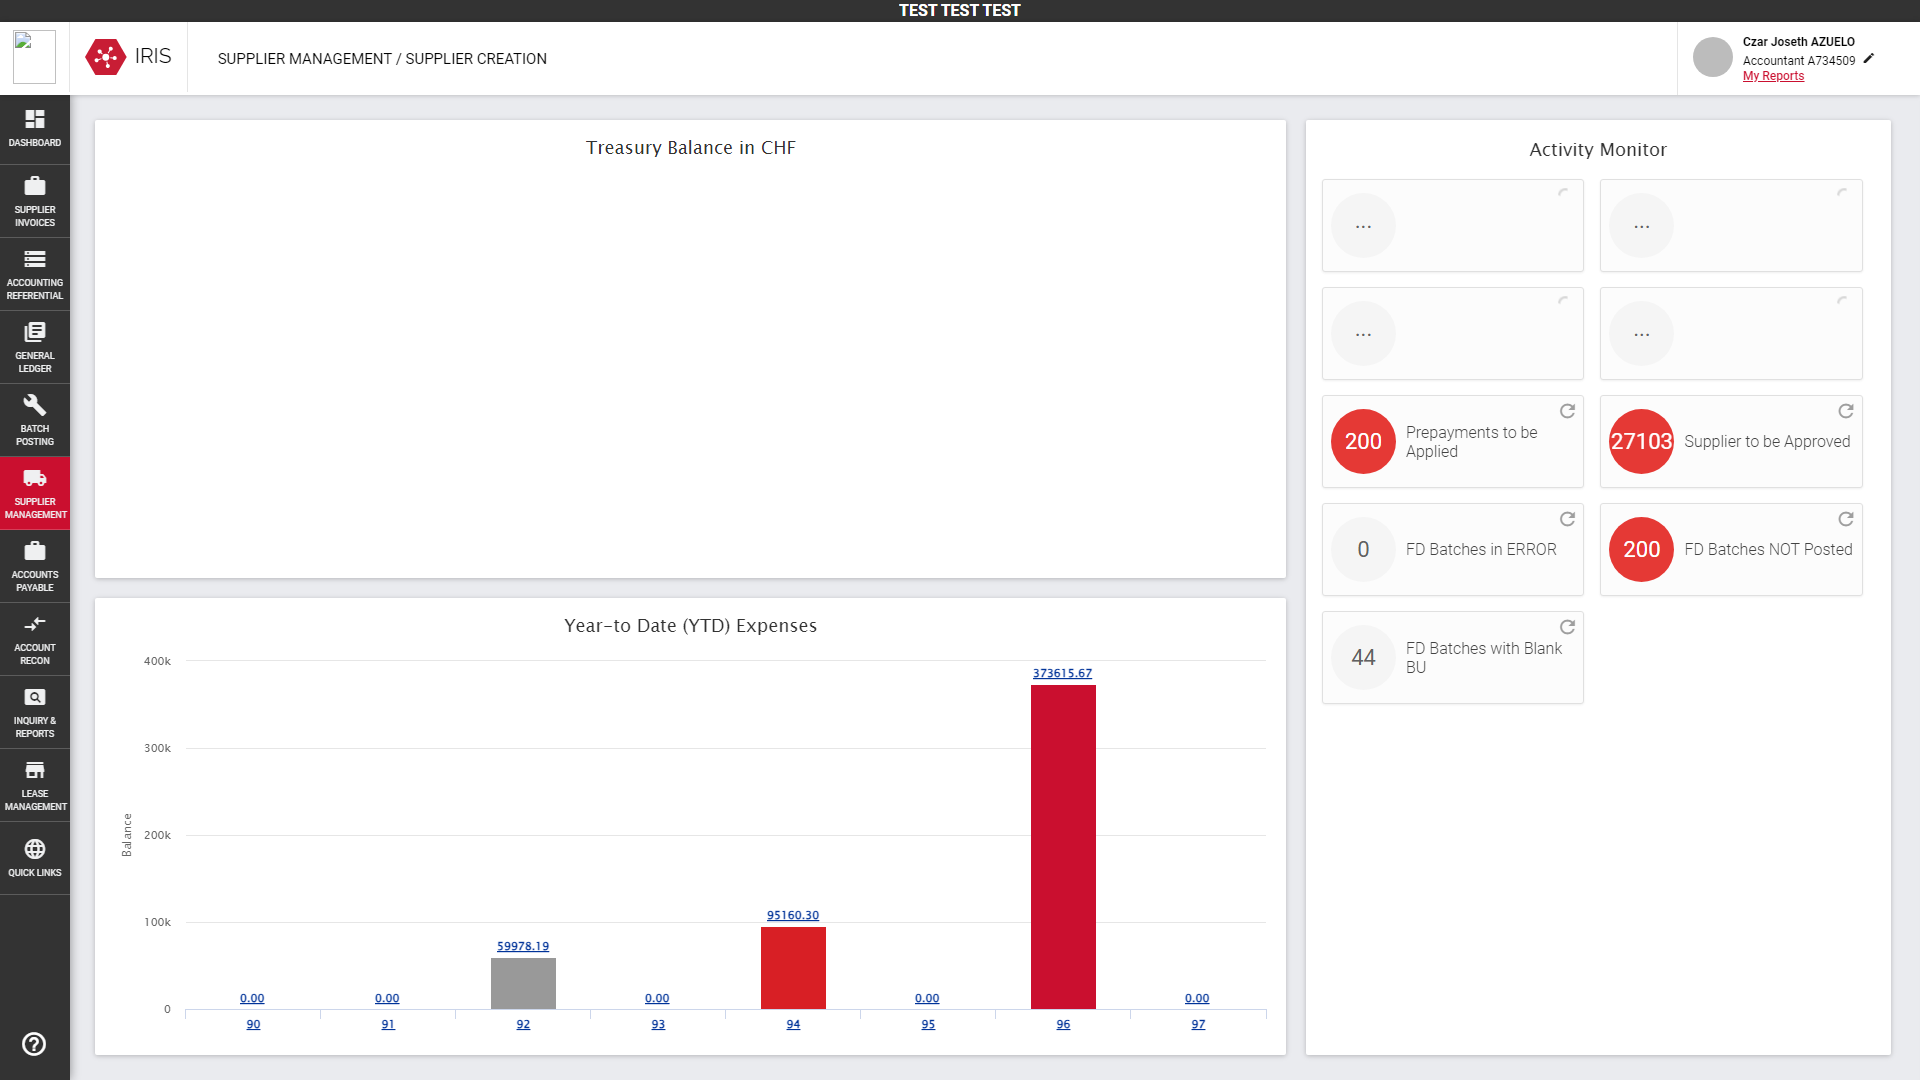 TEST TEST TEST
IRIS
SUPPLIER MANAGEMENT / SUPPLIER CREATION
Czar Joseth AZUELO
Accountant A734509
My Reports
DASHBOARD
SUPPLIER
INVOICES
ACCOUNTING
REFERENTIAL
GENERAL
LEDGER
BATCH
POSTING
SUPPLIER
MANAGEMENT
ACCOUNTS
PAYABLE
ACCOUNT
RECON
INQUIRY &
REPORTS
LEASE
MANAGEMENT
QUICK LINKS
Treasury Balance in CHF
Year-to Date (YTD) Expenses
Balance
400k
300k
200k
100k
0
0.00
0.00
59978.19
0.00
95160.30
0.00
373615.67
0.00
90
91
92
93
94
95
96
97
Activity Monitor
...
...
...
...
200
Prepayments to be
Applied
27103
Supplier to be Approved
0
FD Batches in ERROR
200
FD Batches NOT Posted
44
FD Batches with Blank
BU